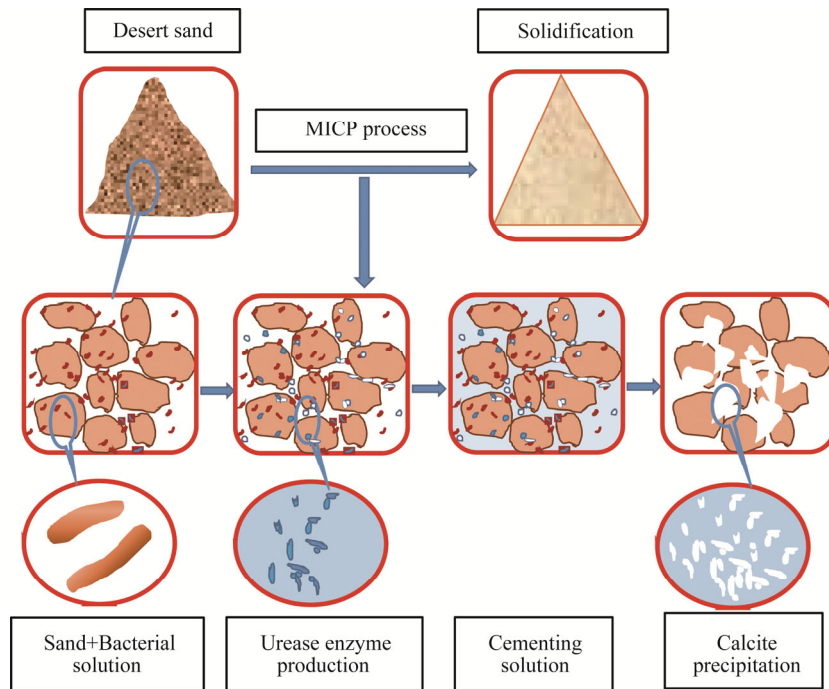 Desert sand
Solidification
MICP process
Sand+Bacterial
solution
Urease enzyme
production
Cementing
solution
Calcite
precipitation